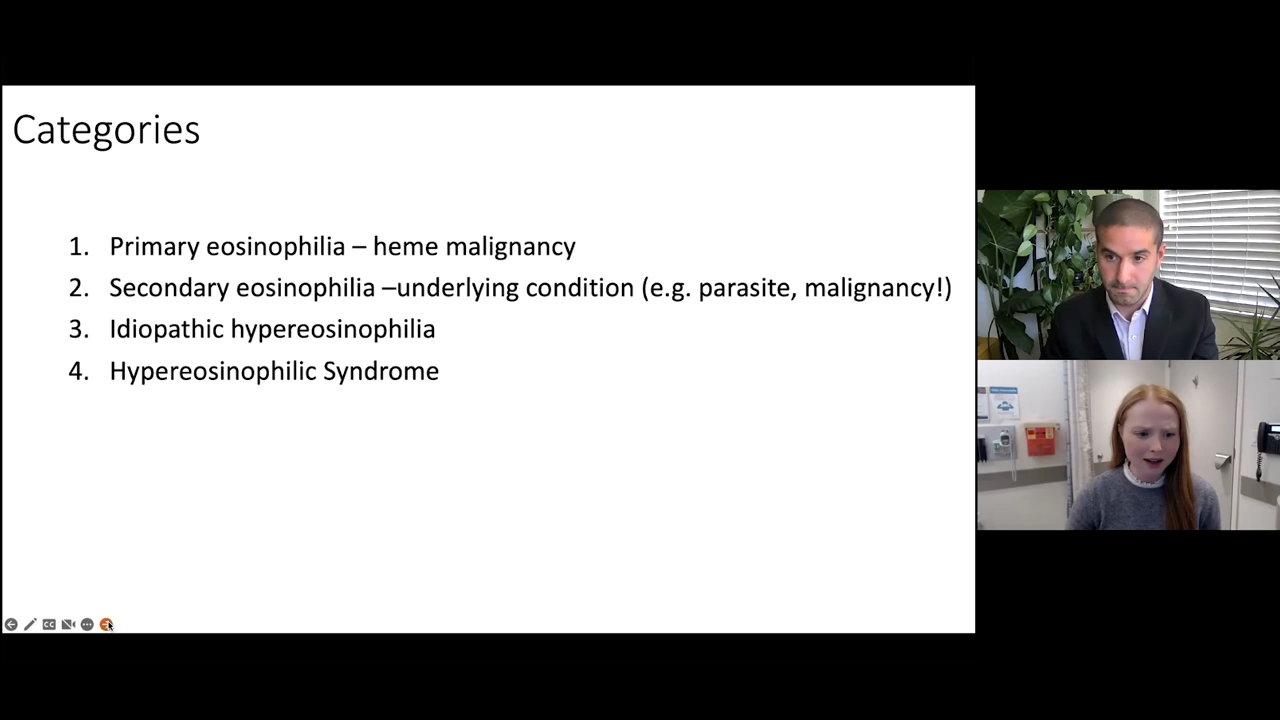 Categories
1. Primary eosinophilia – heme malignancy
2. Secondary eosinophilia –underlying condition (e.g. parasite, malignancy!)
3. Idiopathic hypereosinophilia
4. Hypereosinophilic Syndrome
CC